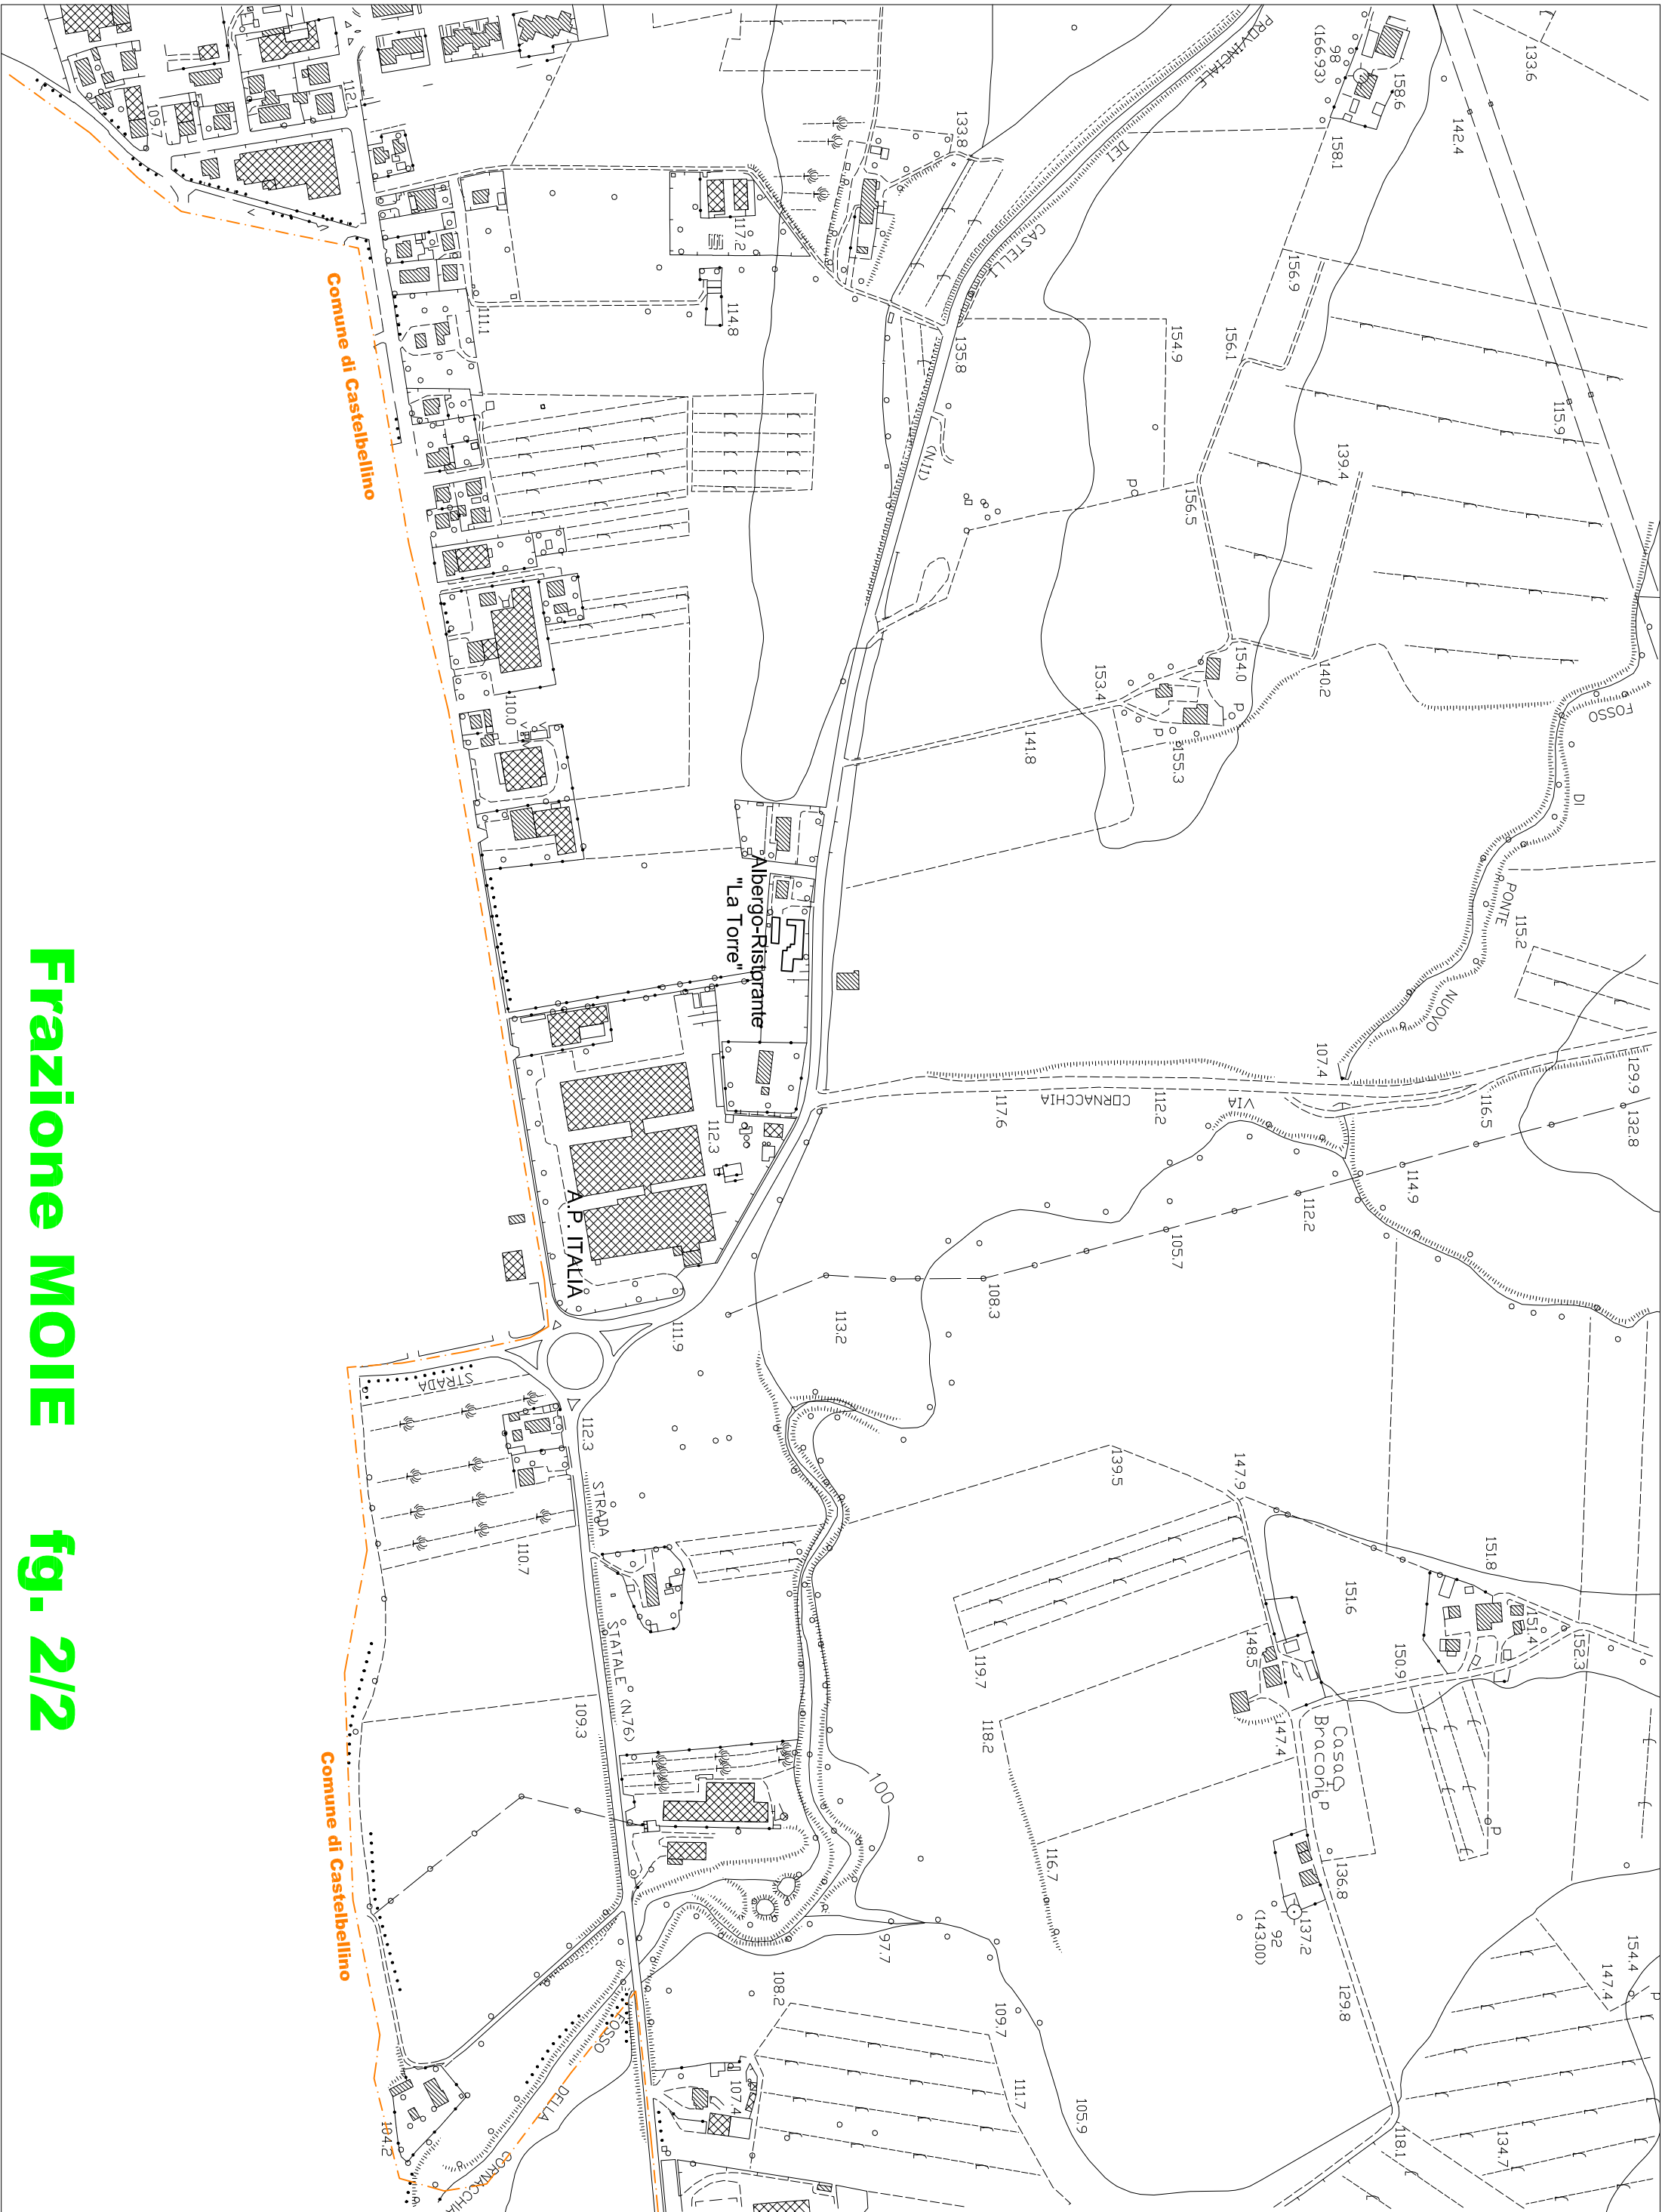 Frazione MOIE fg. 2/2
Comune di Castelbellino
Comune di Castelbellino
Albergo-Ristorante
"La Torre"
A.P. ITALIA
PROVINCIALE
DEI
CASTELLI
(N.11)
FOSSO
DI
PONTE
NUOVO
VIA
CORNACCHIA
STRADA
STRADA
STATALE (N.76)
FOSSO
DELLA
CORNACCHIA
Casa
Braconi
98
(166.93)
92
(143.00)
100
133.6
158.6
142.4
158.1
133.8
112.1
109.7
117.2
114.8
111.1
135.8
154.9
156.9
156.1
115.9
139.4
156.5
154.0
140.2
153.4
155.3
141.8
110.0
115.2
129.9
132.8
107.4
116.5
117.6
112.2
114.9
112.2
105.7
108.3
112.3
113.2
111.9
112.3
110.7
139.5
147.9
151.8
151.6
151.4
152.3
148.5
150.9
147.4
119.7
118.2
109.3
136.8
137.2
116.7
97.7
129.8
154.4
147.4
108.2
109.7
111.7
107.4
105.9
118.1
134.7
104.2
p
p
p
p
p
p
p